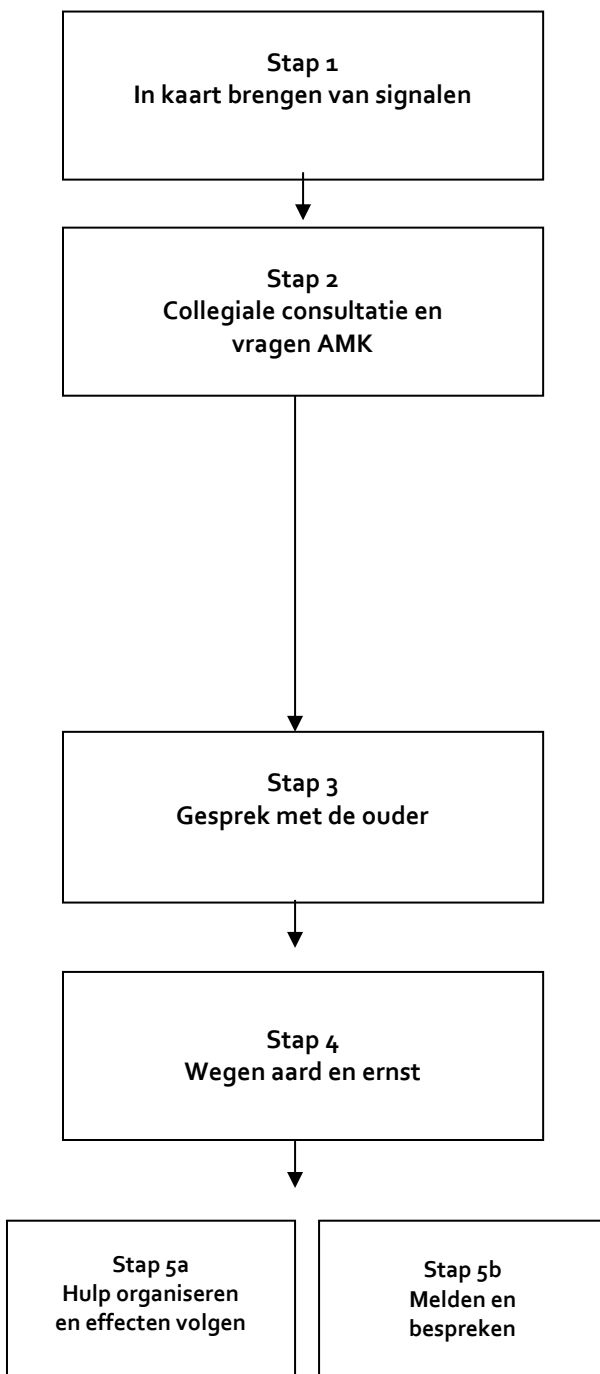 Stap 1
In kaart brengen van signalen
Stap 2
Collegiale consultatie en
vragen AMK
Stap 3
Gesprek met de ouder
Stap 4
Wegen aard en ernst
Stap 5a
Hulp organiseren
en effecten volgen
Stap 5b
Melden en
bespreken